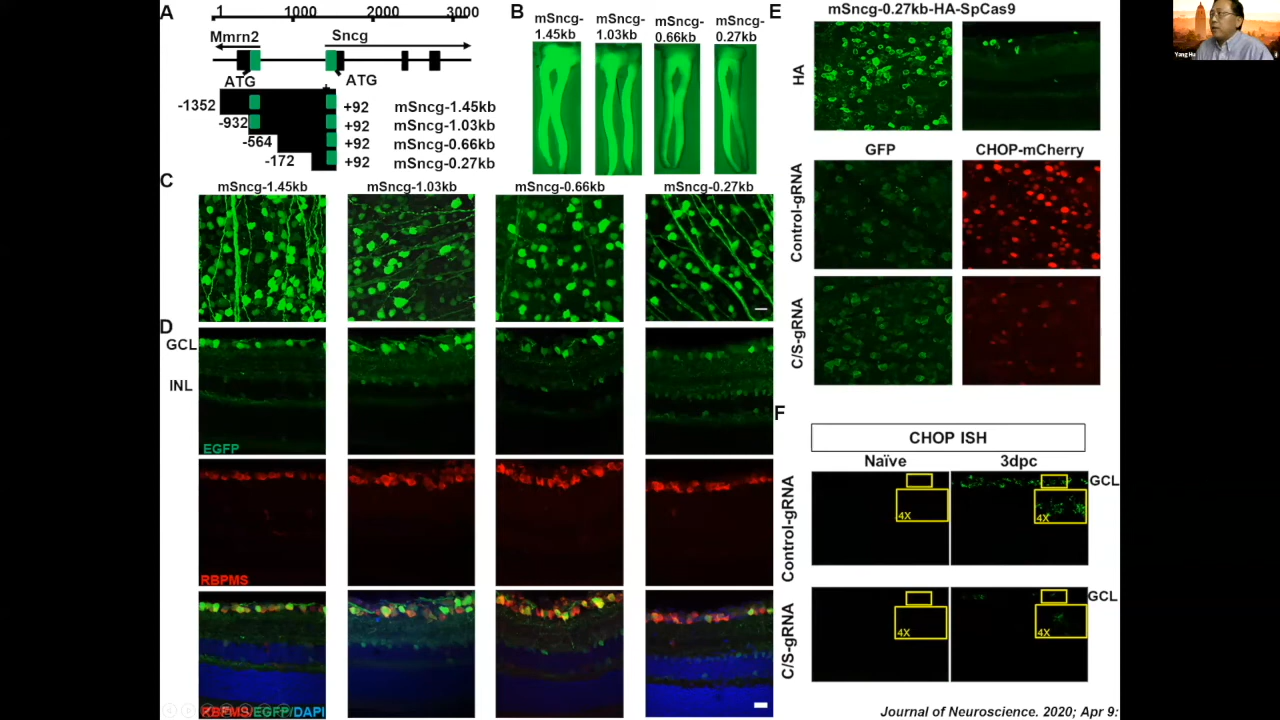 A
1 1000 2000 3000
Mmrn2 Sncg
ATG ATG
-1352 +92 mSncg-1.45kb
-932 +92 mSncg-1.03kb
-564 +92 mSncg-0.66kb
-172 +92 mSncg-0.27kb
B
mSncg-1.45kb
mSncg-1.03kb
mSncg-0.66kb
mSncg-0.27kb
C
mSncg-1.45kb mSncg-1.03kb mSncg-0.66kb mSncg-0.27kb
D
GCL
INL
EGFP
RBPMS
RBPMS/EGFP/DAPI
E
mSncg-0.27kb-HA-SpCas9
HA
GFP CHOP-mCherry
Control-gRNA
C/S-gRNA
F
CHOP ISH
Naïve 3dpc
Control-gRNA
4X 4X
GCL
C/S-gRNA
4X 4X
GCL
Journal of Neuroscience. 2020; Apr 9:
Yang Hu